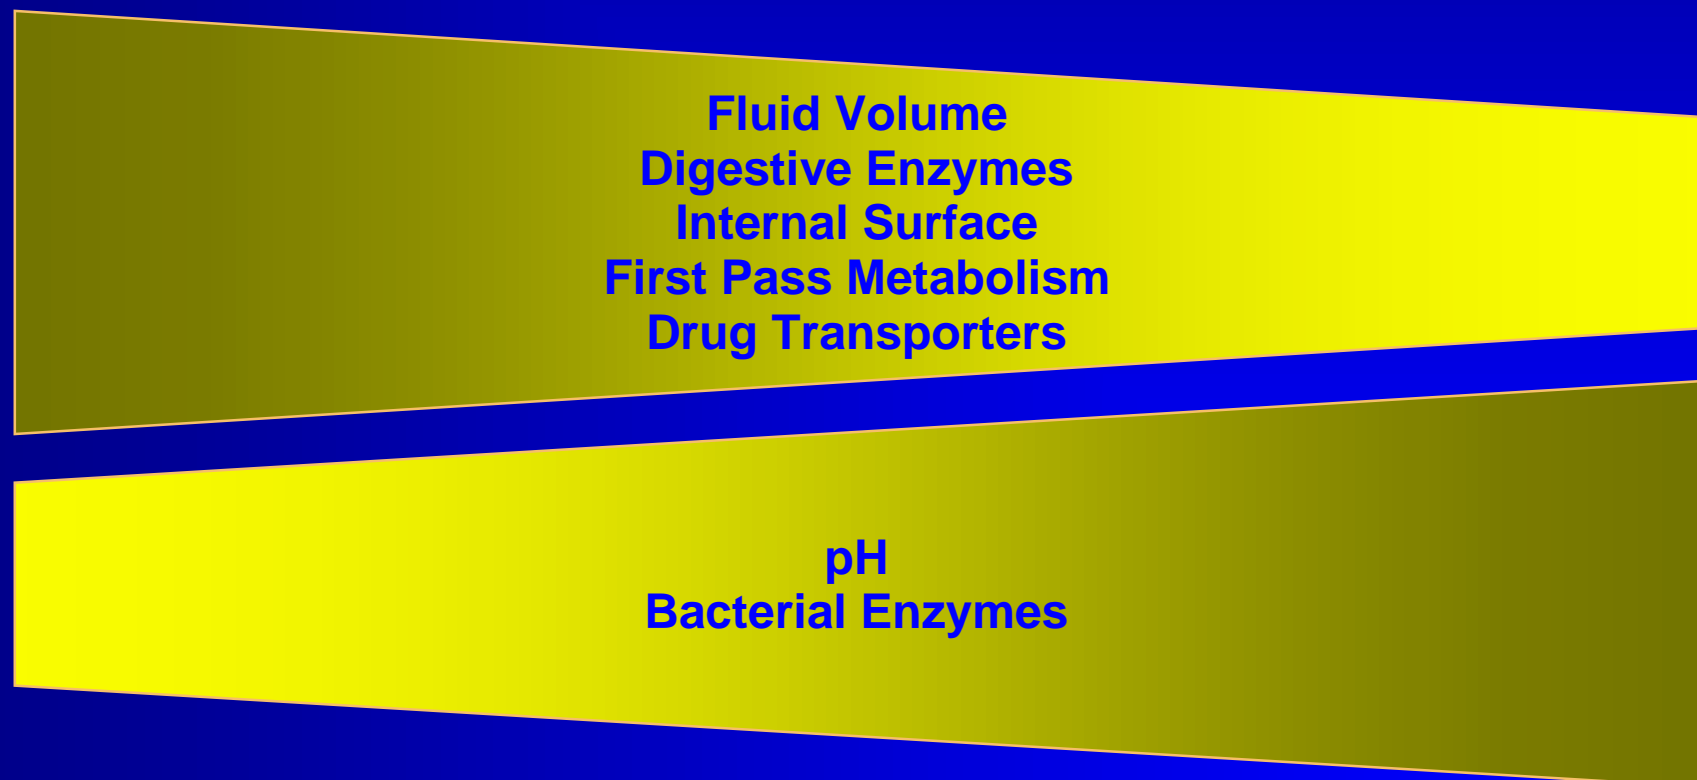 Fluid Volume
Digestive Enzymes
Internal Surface
First Pass Metabolism
Drug Transporters
pH
Bacterial Enzymes